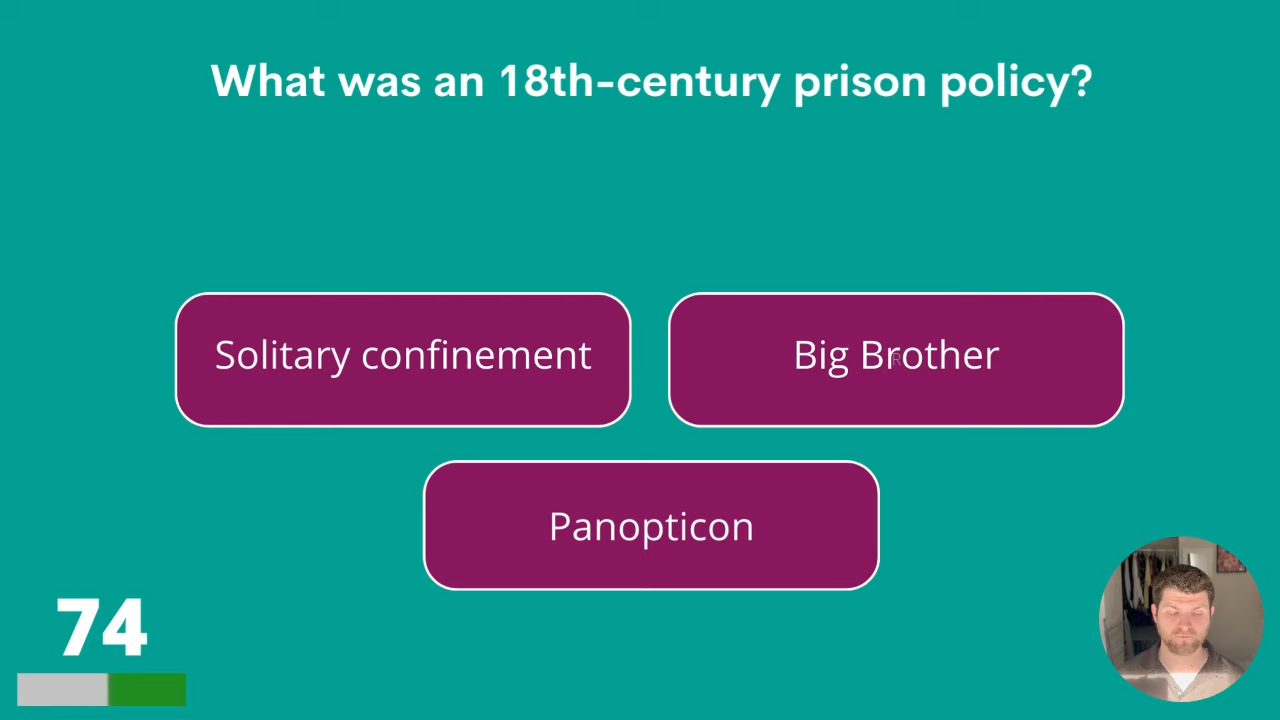 What was an 18th-century prison policy?
Solitary confinement
Big Brother
Panopticon
74